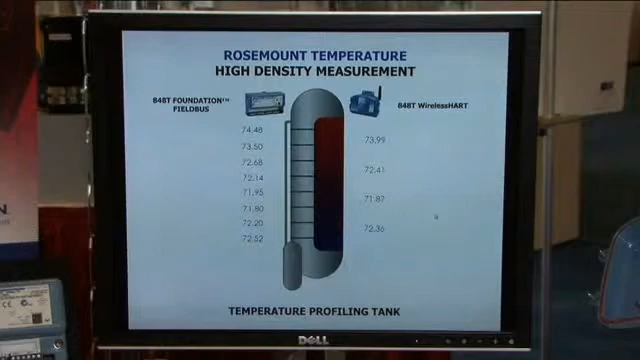 ROSEMOUNT TEMPERATURE
HIGH DENSITY MEASUREMENT
848T FOUNDATION™
FIELDBUS
848T WirelessHART
74.48
73.50
72.68
72.14
71.95
71.80
72.20
72.52
73.99
72.41
71.87
72.36
TEMPERATURE PROFILING TANK
DELL